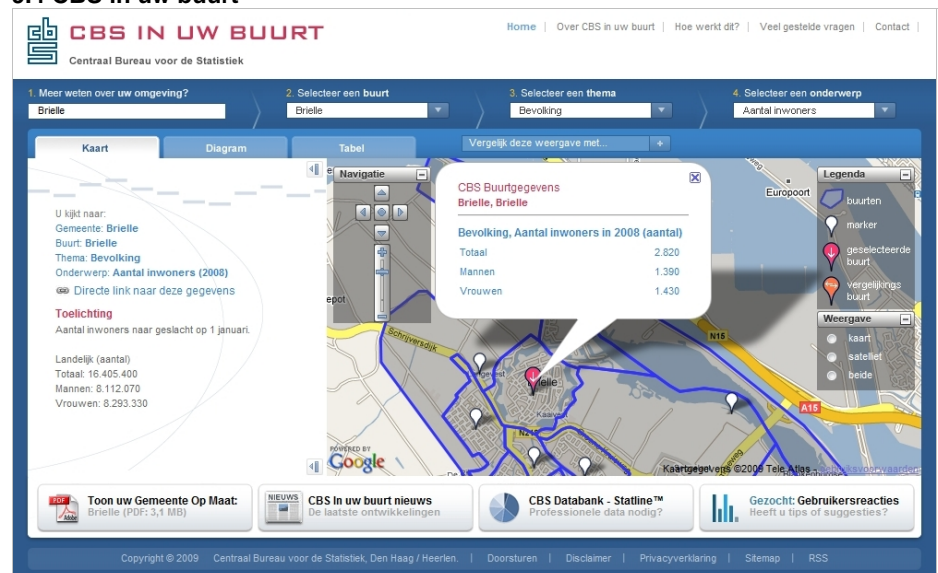 CBS IN UW BUURT
Centraal Bureau voor de Statistiek
Home | Over CBS in uw buurt | Hoe werkt dit? | Veel gestelde vragen | Contact |
1. Meer weten over uw omgeving?
Brielle
2. Selecteer een buurt
Brielle
3. Selecteer een thema
Bevolking
4. Selecteer een onderwerp
Aantal inwoners
Kaart
Diagram
Tabel
Vergelijk deze weergave met... +
U kijkt naar:
Gemeente: Brielle
Buurt: Brielle
Thema: Bevolking
Onderwerp: Aantal inwoners (2008)
Directe link naar deze gegevens
Toelichting
Aantal inwoners naar geslacht op 1 januari.
Landelijk (aantal)
Totaal: 16.405.400
Mannen: 8.112.070
Vrouwen: 8.293.330
Navigatie
CBS Buurtgegevens
Brielle, Brielle
Bevolking, Aantal inwoners in 2008 (aantal)
Totaal 2.820
Mannen 1.390
Vrouwen 1.430
Europoort
Legenda
buurten
marker
geselecteerde
buurt
vergelijkings
buurt
Weergave
kaart
satelliet
beide
Schrijversdijk
N15
A15
POWERED BY
Google
Kaartgegevens ©2009 Tele Atlas - Gebruiksvoorwaarden
PDF
Adobe
Toon uw Gemeente Op Maat:
Brielle (PDF: 3,1 MB)
NIEUWS
CBS In uw buurt nieuws
De laatste ontwikkelingen
CBS Databank - Statline™
Professionele data nodig?
Gezocht: Gebruikersreacties
Heeft u tips of suggesties?
Copyright © 2009 Centraal Bureau voor de Statistiek, Den Haag / Heerlen. | Doorsturen | Disclaimer | Privacyverklaring | Sitemap | RSS